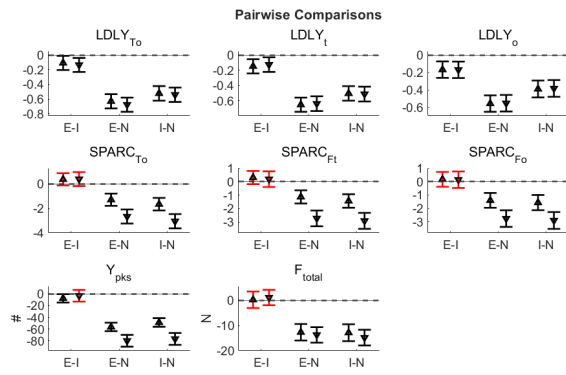 Pairwise Comparisons
LDLY_To
0
-0.2
-0.4
-0.6
-0.8
E-I E-N I-N
LDLY_t
0
-0.2
-0.4
-0.6
E-I E-N I-N
LDLY_o
0
-0.2
-0.4
-0.6
E-I E-N I-N
SPARC_To
0
-2
-4
E-I E-N I-N
SPARC_Ft
1
0
-1
-2
-3
E-I E-N I-N
SPARC_Fo
1
0
-1
-2
-3
E-I E-N I-N
Y_pks
#
0
-20
-40
-60
-80
E-I E-N I-N
F_total
N
0
-10
-20
E-I E-N I-N